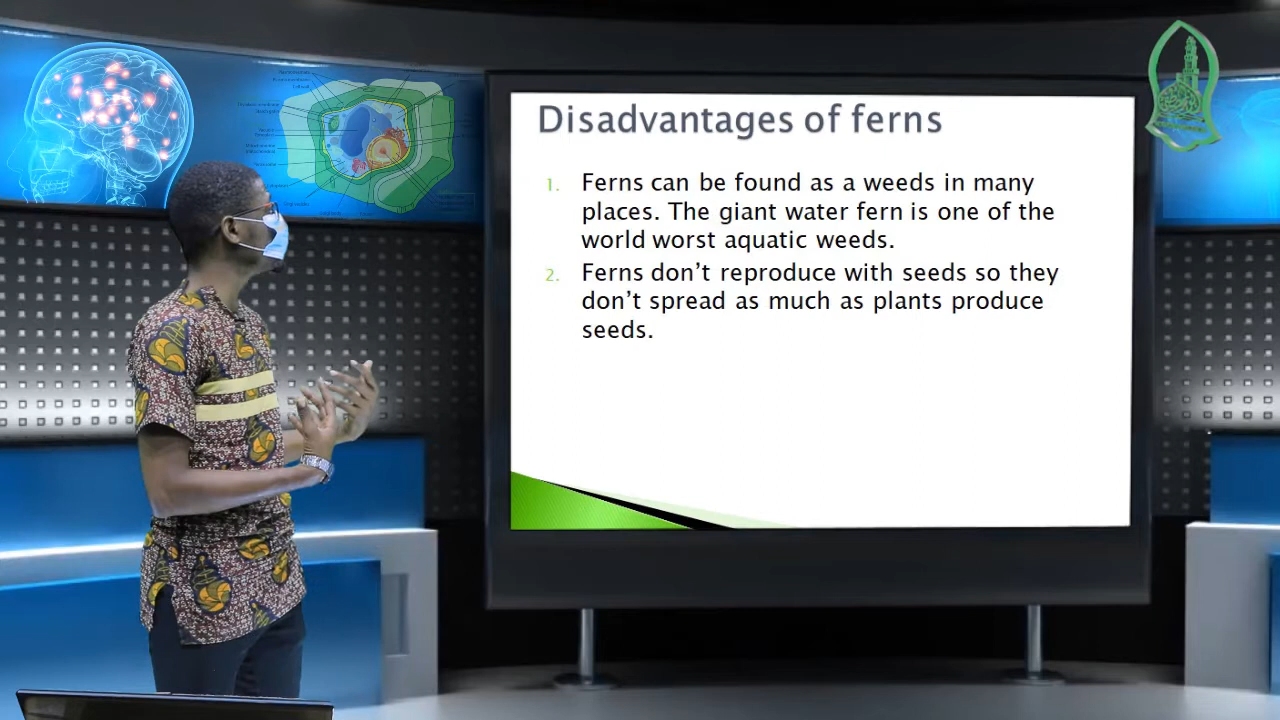 Disadvantages of ferns
1. Ferns can be found as a weeds in many
places. The giant water fern is one of the
world worst aquatic weeds.
2. Ferns don't reproduce with seeds so they
don't spread as much as plants produce
seeds.